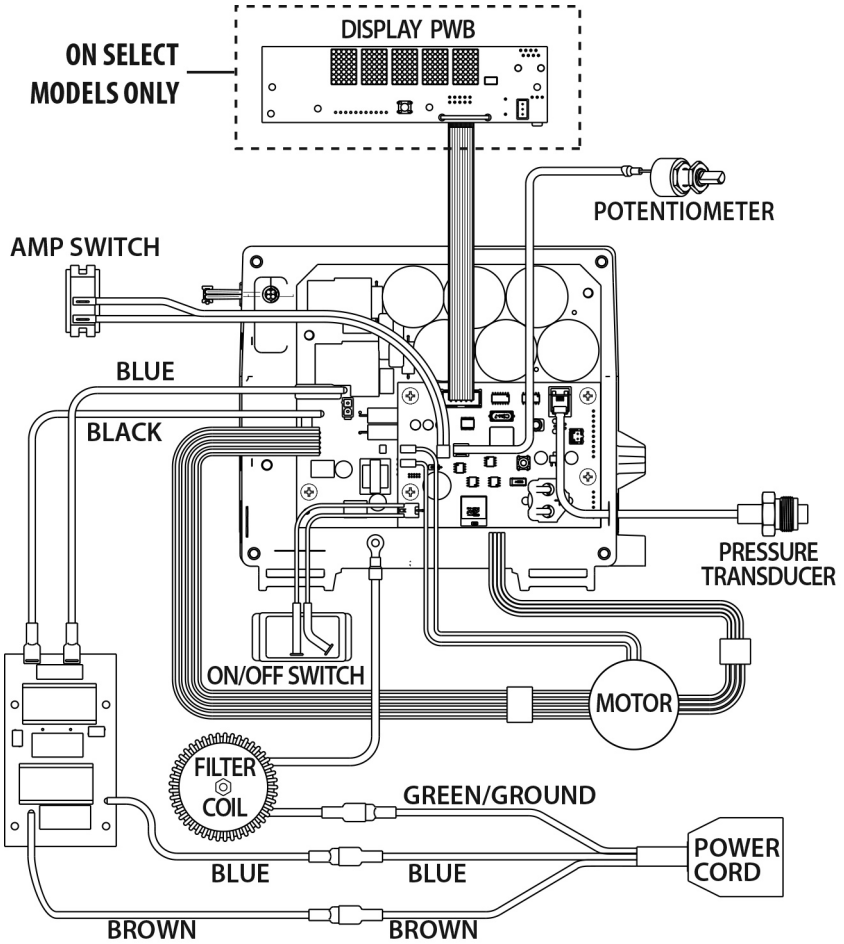 DISPLAY PWB
ON SELECT
MODELS ONLY
POTENTIOMETER
AMP SWITCH
BLUE
BLACK
PRESSURE
TRANSDUCER
ON/OFF SWITCH
MOTOR
FILTER
COIL
GREEN/GROUND
POWER
CORD
BLUE
BLUE
BROWN
BROWN